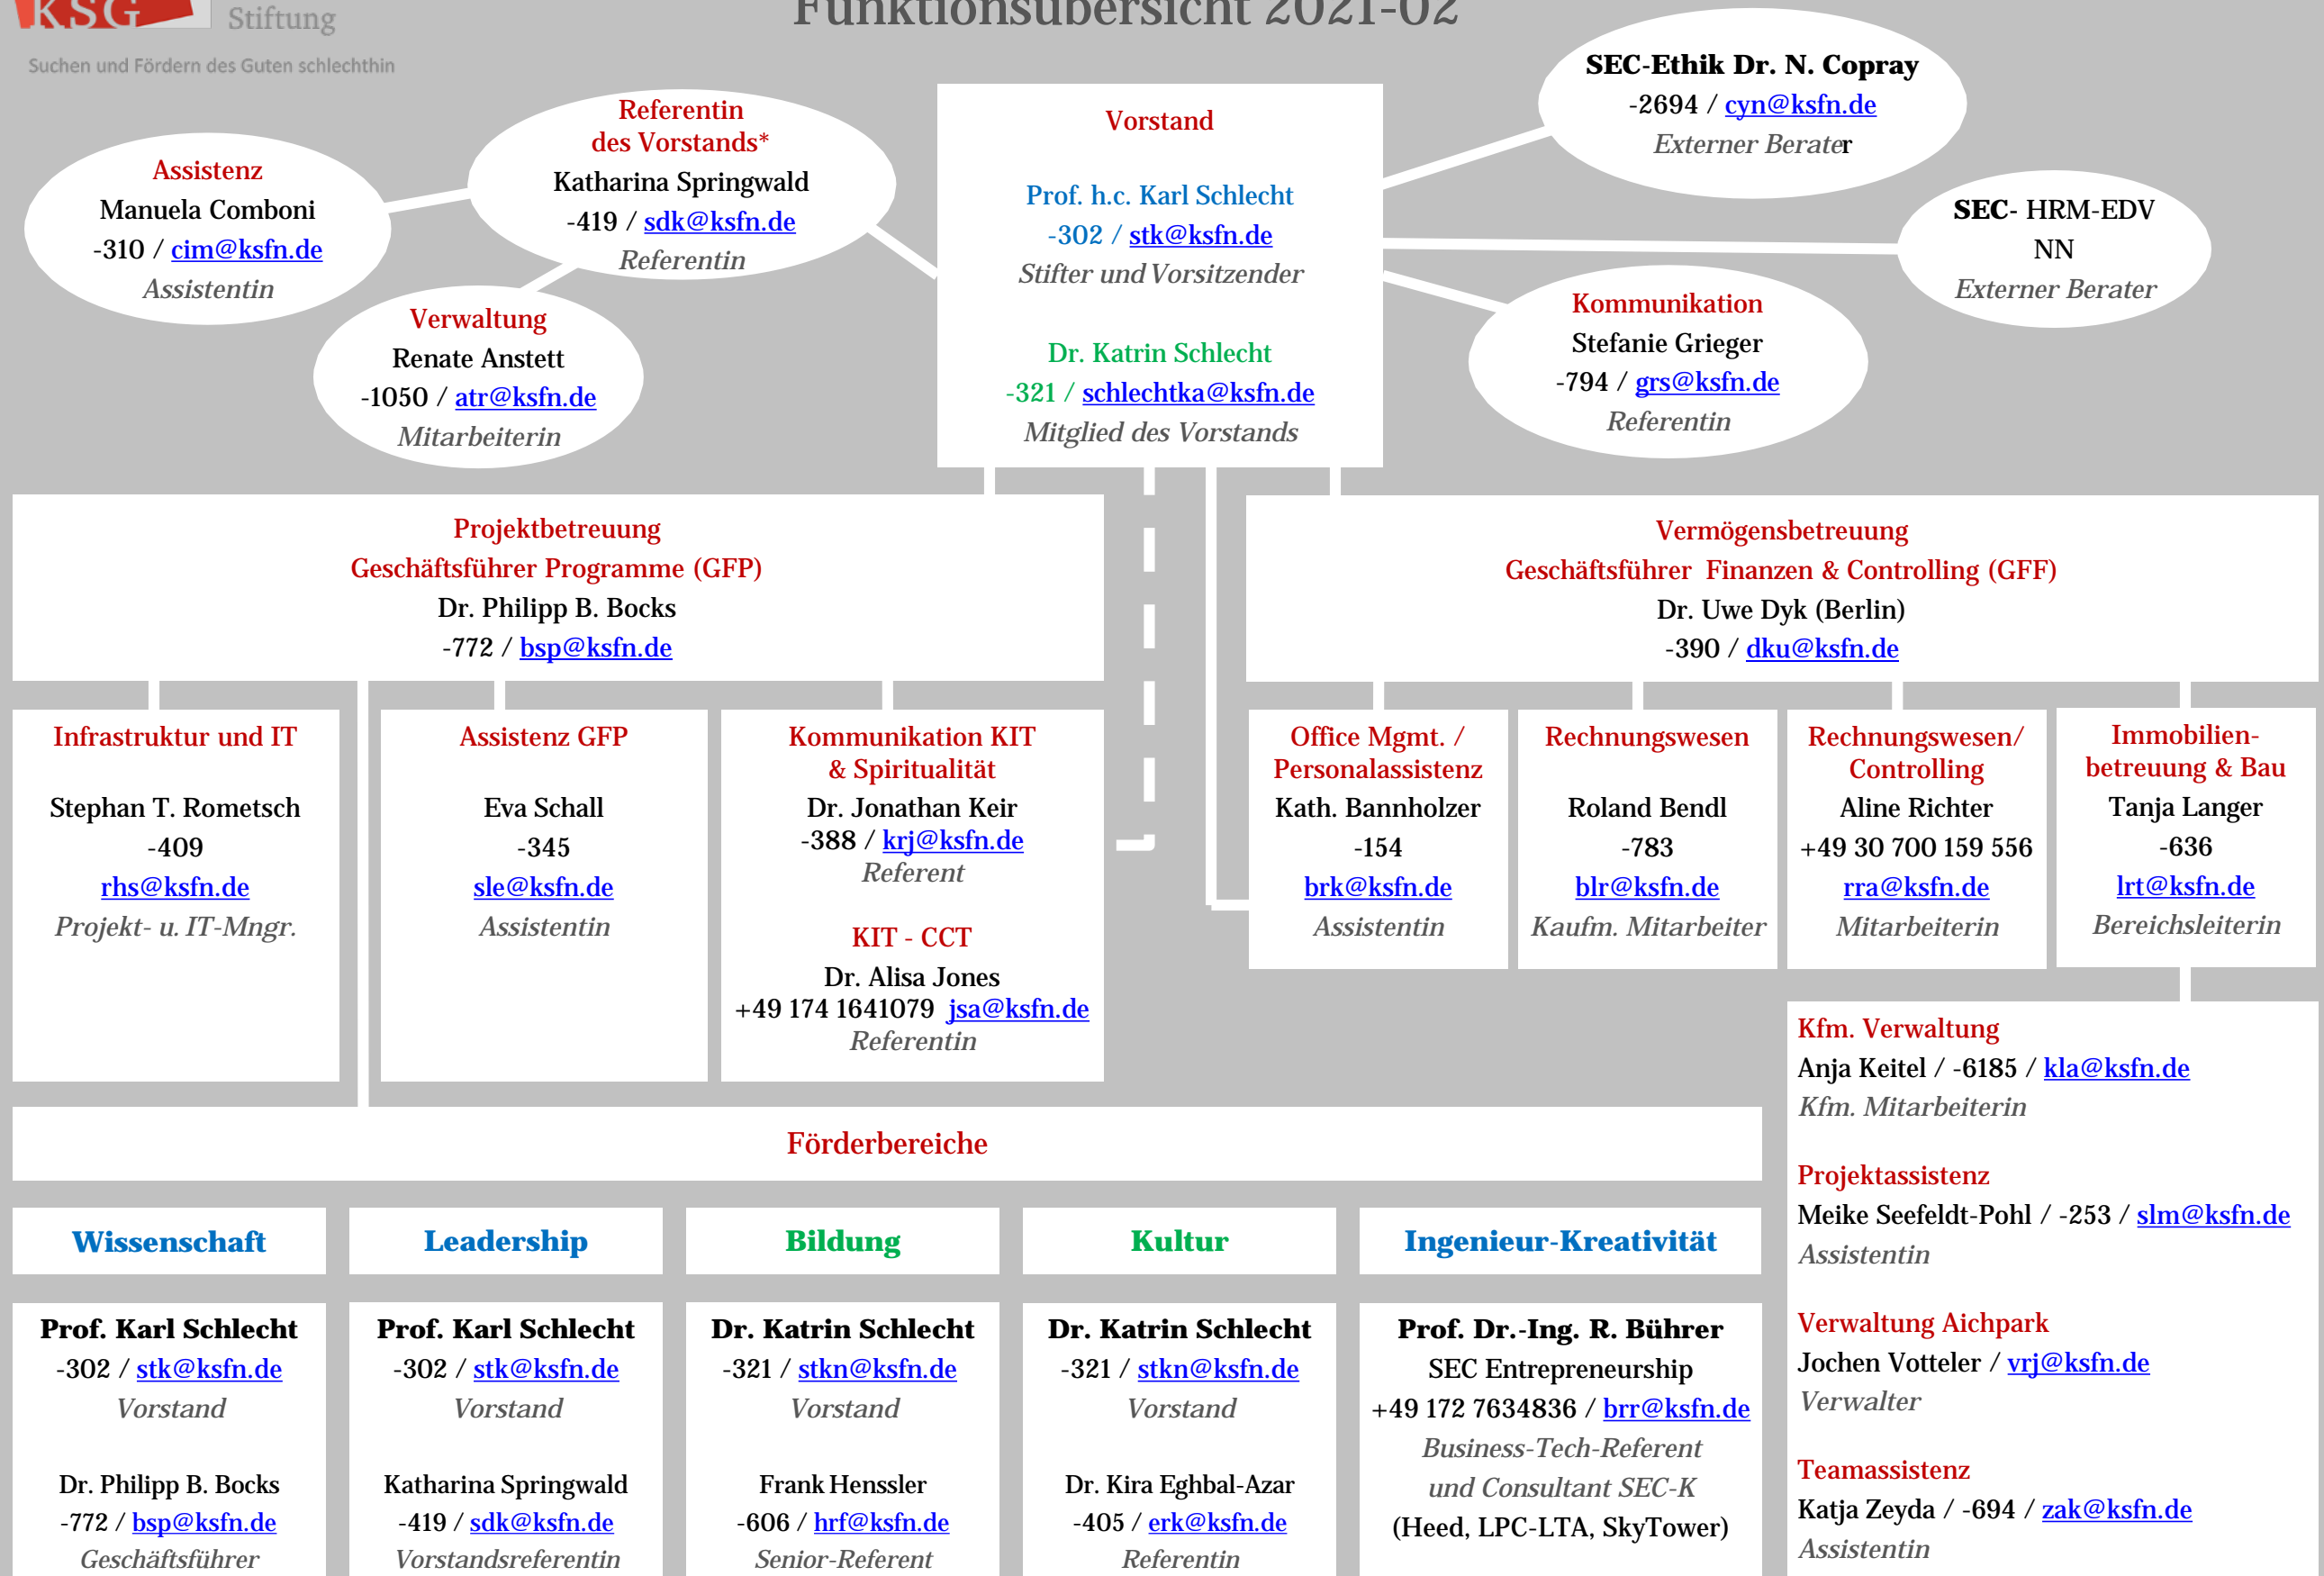 KSG
Stiftung
Suchen und Fördern des Guten schlechthin
Funktionsübersicht 2021-02
Assistenz
Manuela Comboni
-310 / cim@ksfn.de
Assistentin
Referentin
des Vorstands*
Katharina Springwald
-419 / sdk@ksfn.de
Referentin
Verwaltung
Renate Anstett
-1050 / atr@ksfn.de
Mitarbeiterin
Vorstand
Prof. h.c. Karl Schlecht
-302 / stk@ksfn.de
Stifter und Vorsitzender
Dr. Katrin Schlecht
-321 / schlechtka@ksfn.de
Mitglied des Vorstands
SEC-Ethik Dr. N. Copray
-2694 / cyn@ksfn.de
Externer Berater
SEC- HRM-EDV
NN
Externer Berater
Kommunikation
Stefanie Grieger
-794 / grs@ksfn.de
Referentin
Projektbetreuung
Geschäftsführer Programme (GFP)
Dr. Philipp B. Bocks
-772 / bsp@ksfn.de
Vermögensbetreuung
Geschäftsführer Finanzen & Controlling (GFF)
Dr. Uwe Dyk (Berlin)
-390 / dku@ksfn.de
Infrastruktur und IT
Stephan T. Rometsch
-409
rhs@ksfn.de
Projekt- u. IT-Mngr.
Assistenz GFP
Eva Schall
-345
sle@ksfn.de
Assistentin
Kommunikation KIT
& Spiritualität
Dr. Jonathan Keir
-388 / krj@ksfn.de
Referent
KIT - CCT
Dr. Alisa Jones
+49 174 1641079 jsa@ksfn.de
Referentin
Office Mgmt. /
Personalassistenz
Kath. Bannholzer
-154
brk@ksfn.de
Assistentin
Rechnungswesen
Roland Bendl
-783
blr@ksfn.de
Kaufm. Mitarbeiter
Rechnungswesen/
Controlling
Aline Richter
+49 30 700 159 556
rra@ksfn.de
Mitarbeiterin
Immobilien-
betreuung & Bau
Tanja Langer
-636
lrt@ksfn.de
Bereichsleiterin
Kfm. Verwaltung
Anja Keitel / -6185 / kla@ksfn.de
Kfm. Mitarbeiterin
Projektassistenz
Meike Seefeldt-Pohl / -253 / slm@ksfn.de
Assistentin
Verwaltung Aichpark
Jochen Votteler / vrj@ksfn.de
Verwalter
Teamassistenz
Katja Zeyda / -694 / zak@ksfn.de
Assistentin
Förderbereiche
Wissenschaft
Prof. Karl Schlecht
-302 / stk@ksfn.de
Vorstand
Dr. Philipp B. Bocks
-772 / bsp@ksfn.de
Geschäftsführer
Leadership
Prof. Karl Schlecht
-302 / stk@ksfn.de
Vorstand
Katharina Springwald
-419 / sdk@ksfn.de
Vorstandsreferentin
Bildung
Dr. Katrin Schlecht
-321 / stkn@ksfn.de
Vorstand
Frank Henssler
-606 / hrf@ksfn.de
Senior-Referent
Kultur
Dr. Katrin Schlecht
-321 / stkn@ksfn.de
Vorstand
Dr. Kira Eghbal-Azar
-405 / erk@ksfn.de
Referentin
Ingenieur-Kreativität
Prof. Dr.-Ing. R. Bührer
SEC Entrepreneurship
+49 172 7634836 / brr@ksfn.de
Business-Tech-Referent
und Consultant SEC-K
(Heed, LPC-LTA, SkyTower)